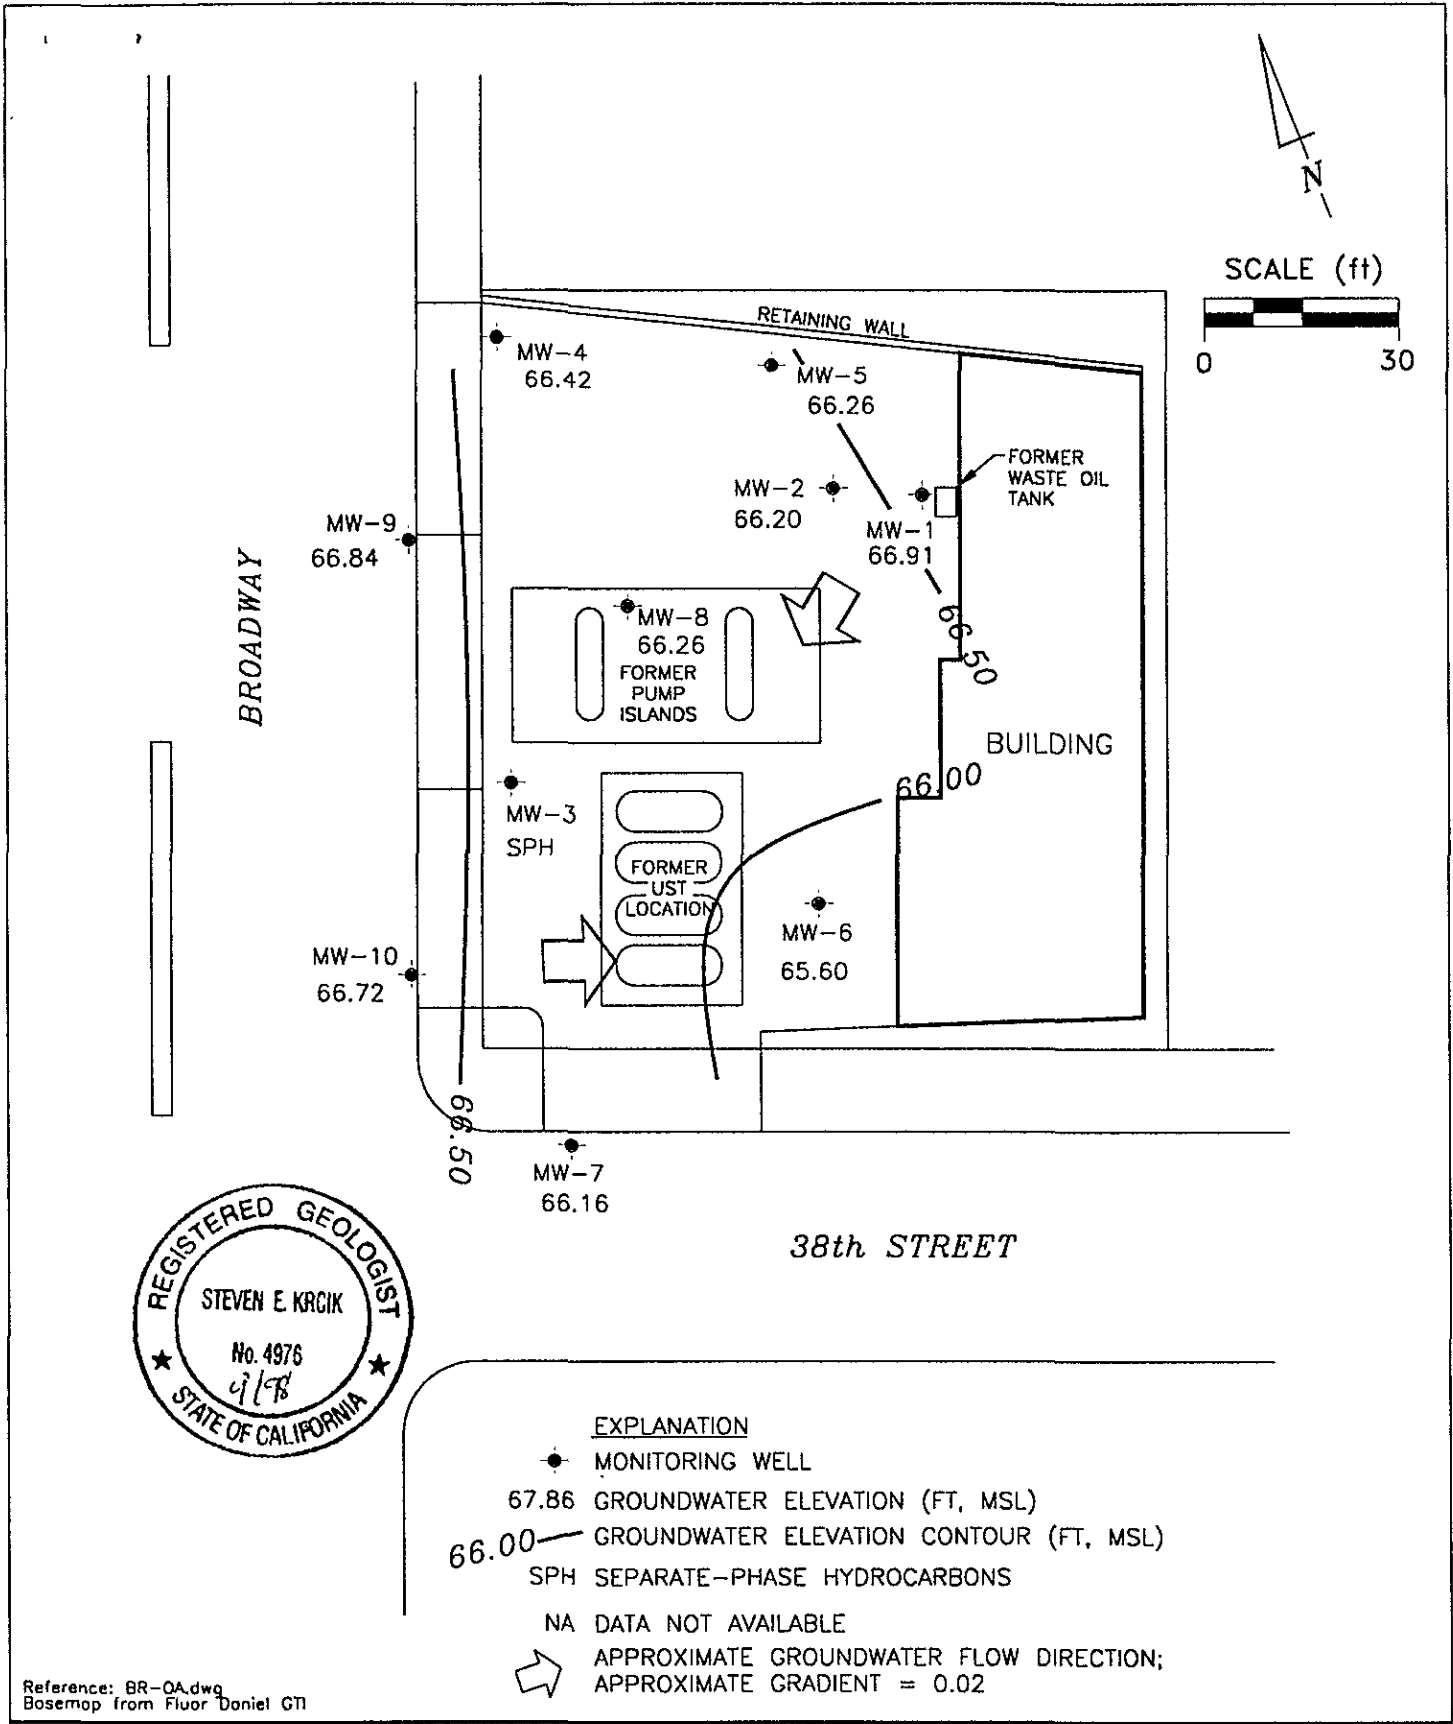 N
SCALE (ft)
0 30
RETAINING WALL
MW-4
66.42
MW-5
66.26
FORMER
WASTE OIL
TANK
MW-2
66.20
MW-1
66.91
MW-9
66.84
BROADWAY
66.50
MW-8
66.26
FORMER
PUMP
ISLANDS
BUILDING
66.00
MW-3
SPH
FORMER
UST
LOCATION
MW-6
65.60
MW-10
66.72
66.50
MW-7
66.16
38th STREET
REGISTERED GEOLOGIST
STEVEN E. KRCIK
No. 4976
STATE OF CALIFORNIA
EXPLANATION
MONITORING WELL
67.86 GROUNDWATER ELEVATION (FT, MSL)
66.00 GROUNDWATER ELEVATION CONTOUR (FT, MSL)
SPH SEPARATE-PHASE HYDROCARBONS
NA DATA NOT AVAILABLE
APPROXIMATE GROUNDWATER FLOW DIRECTION;
APPROXIMATE GRADIENT = 0.02
Reference: BR-OA.dwg
Basemap from Fluor Daniel GTI